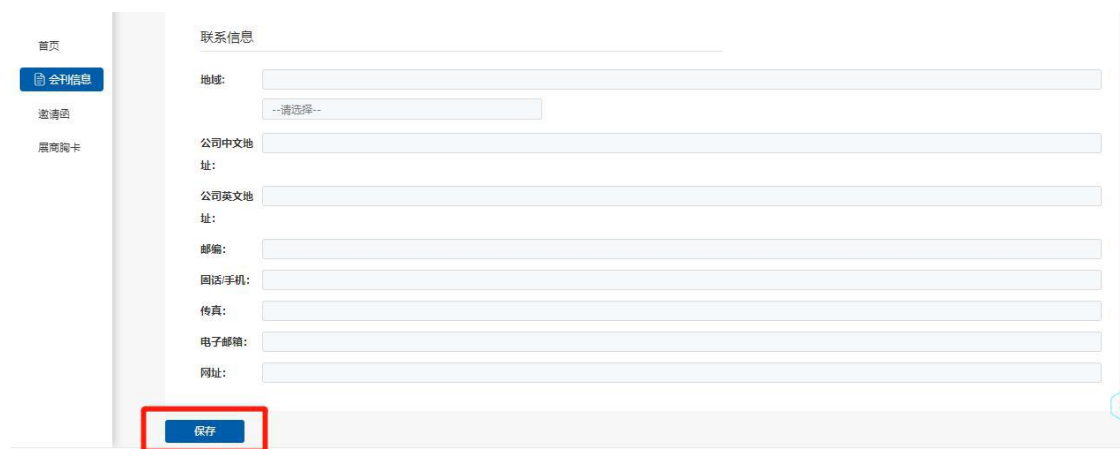 首页
会刊信息
邀请函
展商胸卡
联系信息
地域:
--请选择--
公司中文地
址:
公司英文地
址:
邮编:
固话/手机:
传真:
电子邮箱:
网址:
保存